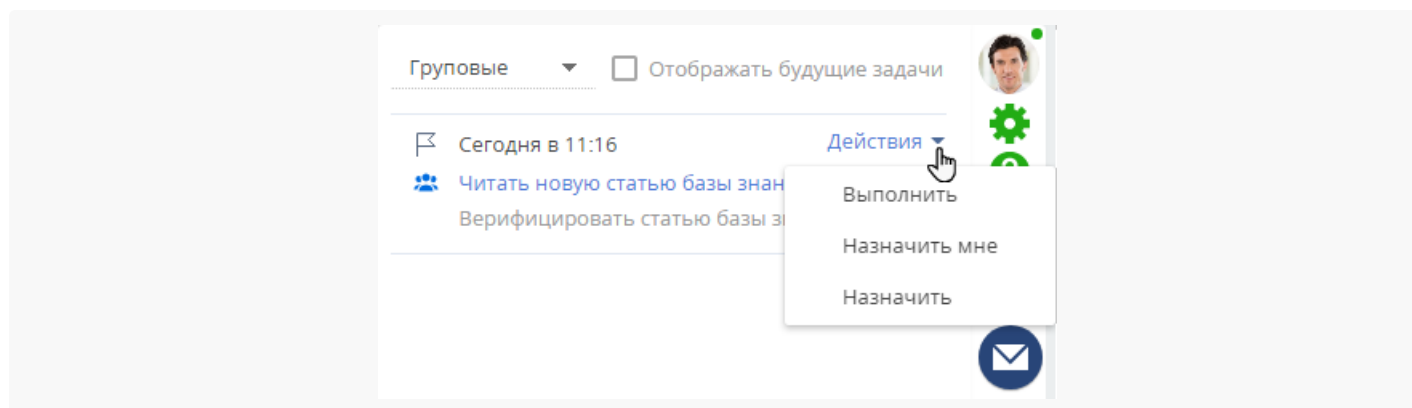 Груповые Отображать будущие задачи
Сегодня в 11:16 Действия
Читать новую статью базы знан
Верифицировать статью базы з
Выполнить
Назначить мне
Назначить